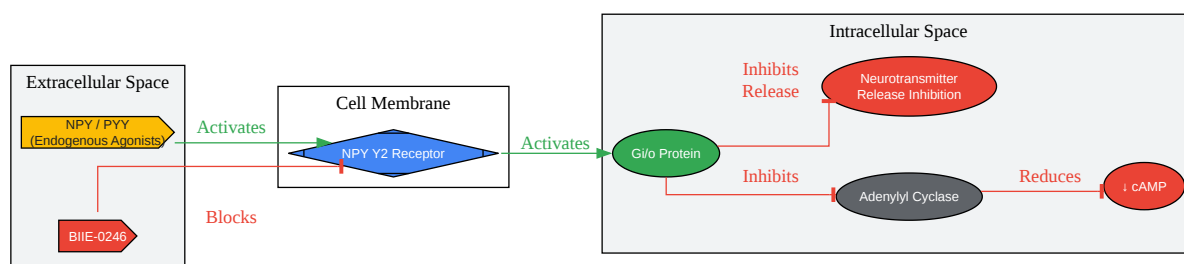 Extracellular Space
NPY / PYY
(Endogenous Agonists)
BIIE-0246
Activates
Blocks
Cell Membrane
NPY Y2 Receptor
Activates
Intracellular Space
Gi/o Protein
Inhibits
Release
Neurotransmitter
Release Inhibition
Inhibits
Adenylyl Cyclase
Reduces
↓ cAMP